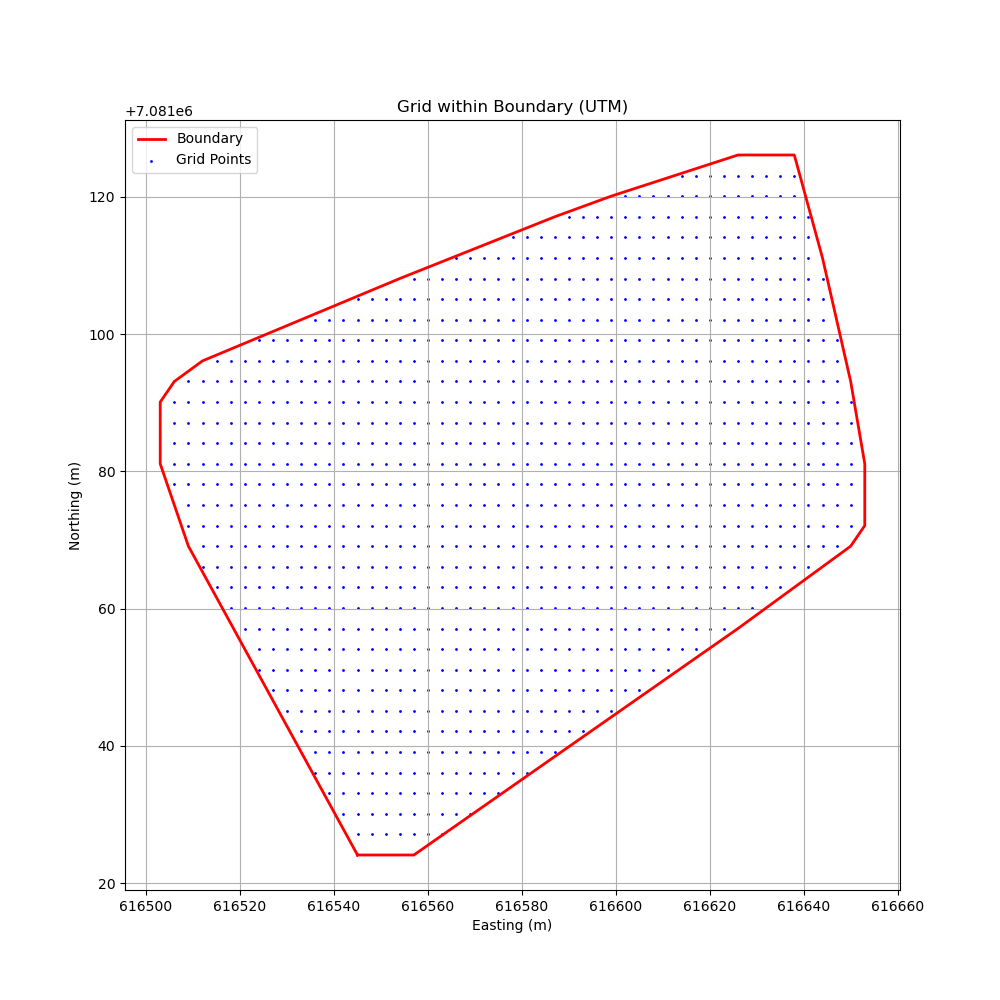 Grid within Boundary (UTM)
+7.081e6
Boundary
Grid Points
120
100
80
60
40
20
Northing (m)
616500 616520 616540 616560 616580 616600 616620 616640 616660
Easting (m)